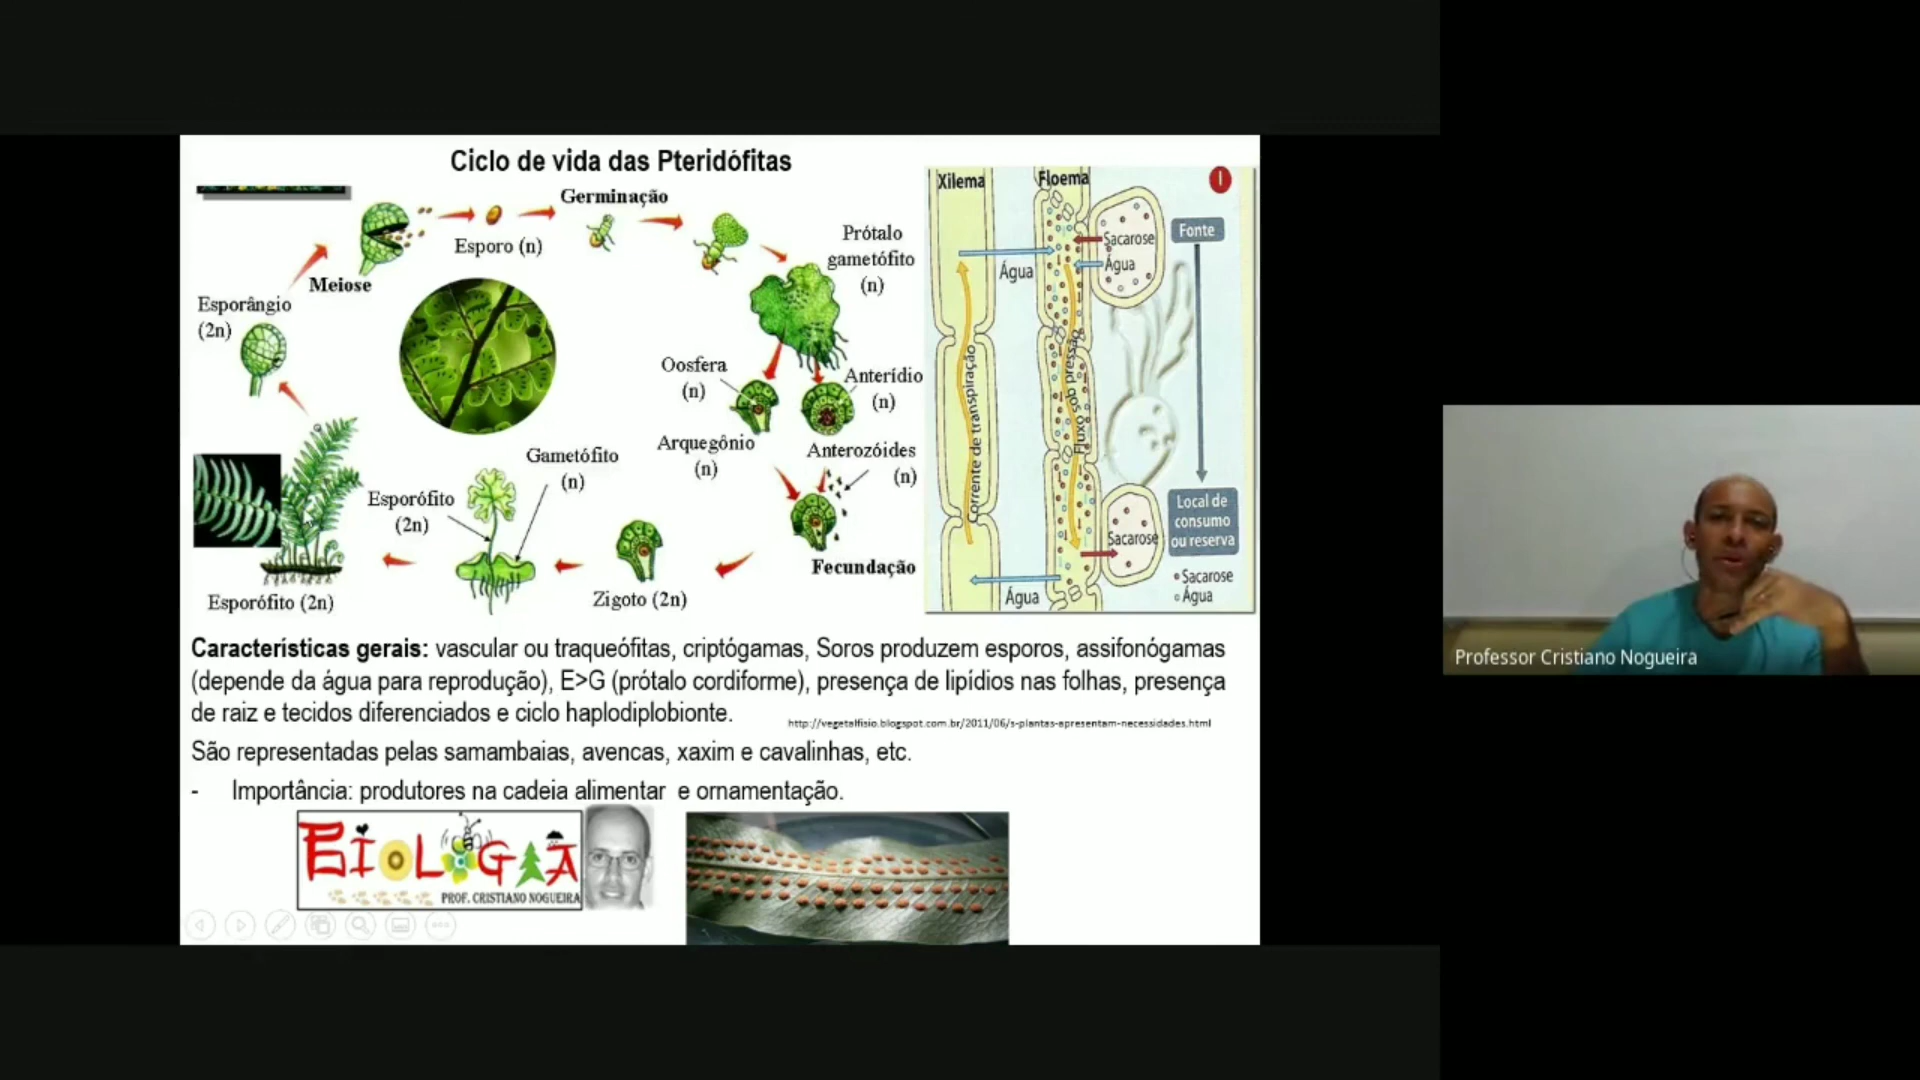 Ciclo de vida das Pteridófitas
Germinação
Esporo (n)
Meiose
Esporângio
(2n)
Prótalo
gametófito
(n)
Oosfera
(n)
Anterídio
(n)
Arquegônio
(n)
Anterozóides
(n)
Gametófito
(n)
Esporófito
(2n)
Fecundação
Zigoto (2n)
Esporófito (2n)
Xilema
Floema
I
Sacarose
Água
Fonte
Água
Corrente de transpiração
Fluxo sob pressão
Local de
consumo
ou reserva
Sacarose
Sacarose
Água
Água
Características gerais: vascular ou traqueófitas, criptógamas, Soros produzem esporos, assifonógamas
(depende da água para reprodução), E>G (prótalo cordiforme), presença de lipídios nas folhas, presença
de raiz e tecidos diferenciados e ciclo haplodiplobionte.
http://vegetalfisio.blogspot.com.br/2011/06/s-plantas-apresentam-necessidades.html
São representadas pelas samambaias, avencas, xaxim e cavalinhas, etc.
- Importância: produtores na cadeia alimentar e ornamentação.
BIOLOGIA
PROF. CRISTIANO NOGUEIRA
Professor Cristiano Nogueira